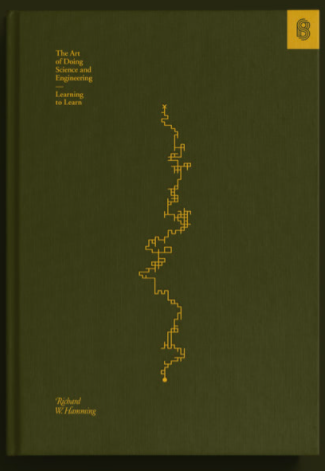 The Art
of Doing
Science and
Engineering
—
Learning
to Learn
Richard
W. Hamming